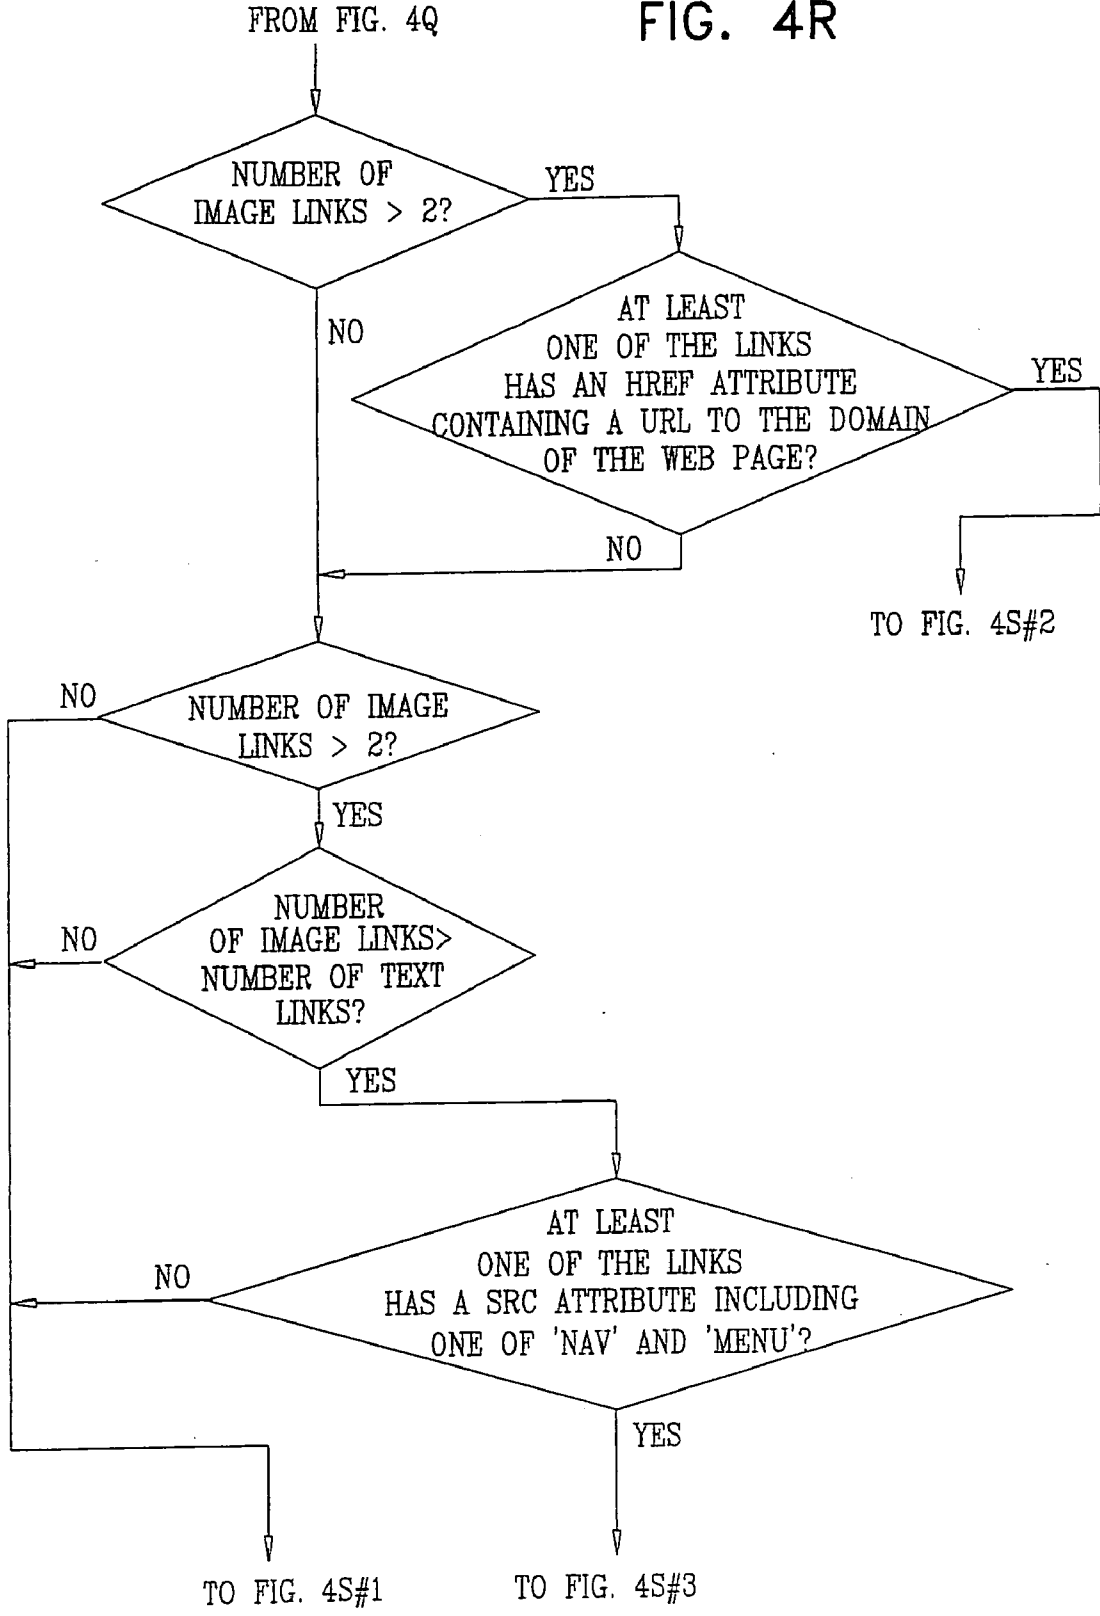 FROM FIG. 4Q
FIG. 4R
NUMBER OF
IMAGE LINKS > 2?
YES
NO
AT LEAST
ONE OF THE LINKS
HAS AN HREF ATTRIBUTE
CONTAINING A URL TO THE DOMAIN
OF THE WEB PAGE?
YES
NO
TO FIG. 4S#2
NO
NUMBER OF IMAGE
LINKS > 2?
YES
NO
NUMBER
OF IMAGE LINKS>
NUMBER OF TEXT
LINKS?
YES
AT LEAST
ONE OF THE LINKS
HAS A SRC ATTRIBUTE INCLUDING
ONE OF 'NAV' AND 'MENU'?
NO
YES
TO FIG. 4S#1
TO FIG. 4S#3